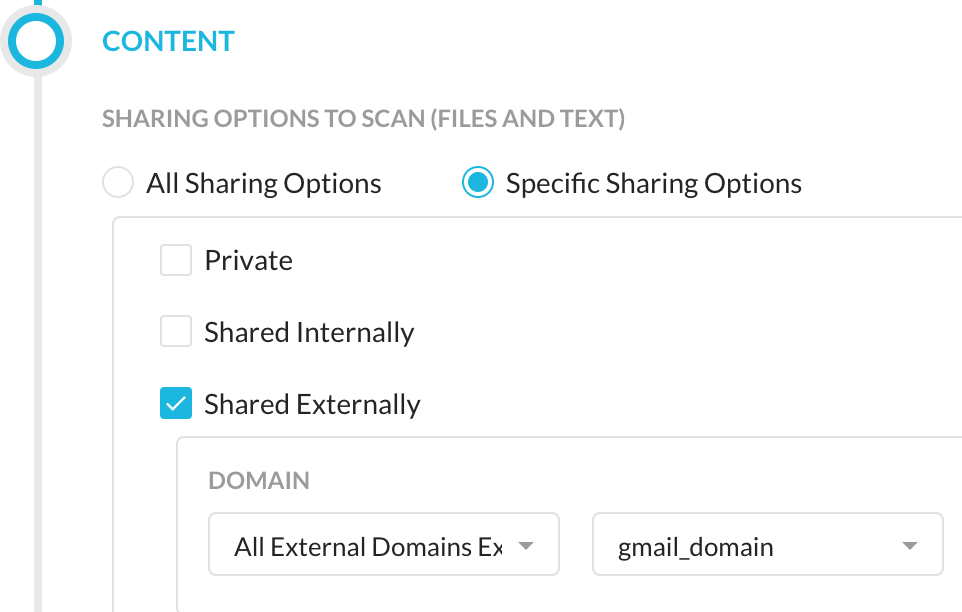 CONTENT
SHARING OPTIONS TO SCAN (FILES AND TEXT)
All Sharing Options Specific Sharing Options
Private
Shared Internally
Shared Externally
DOMAIN
All External Domains Ex gmail_domain